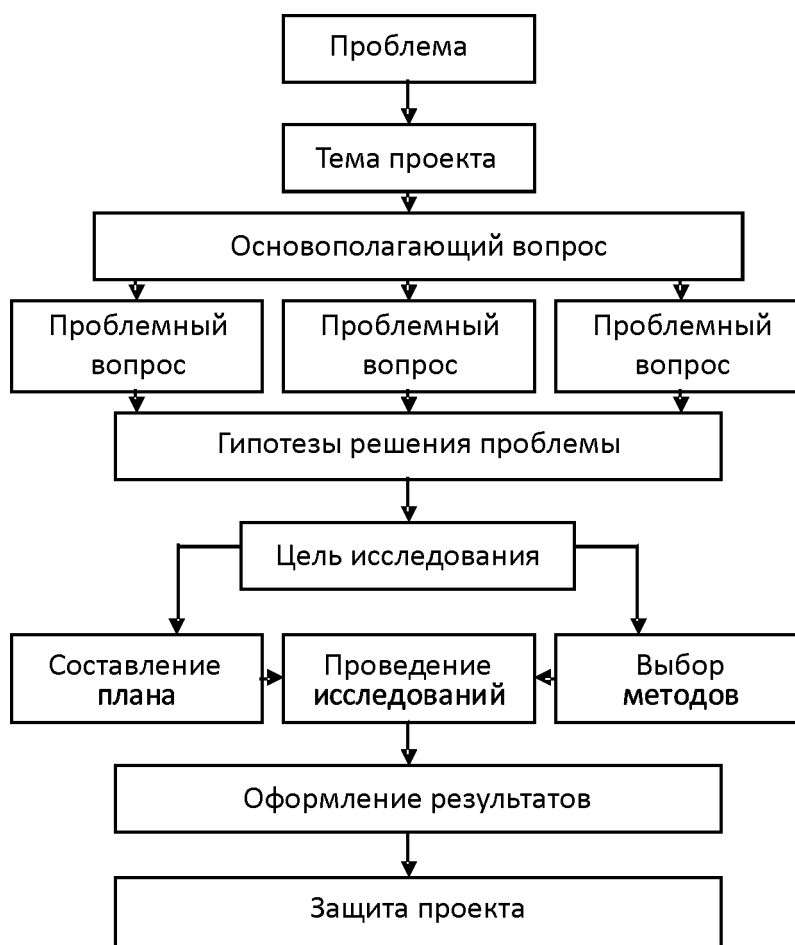 Проблема
Тема проекта
Основополагающий вопрос
Проблемный
вопрос
Проблемный
вопрос
Проблемный
вопрос
Гипотезы решения проблемы
Цель исследования
Составление
плана
Проведение
исследований
Выбор
методов
Оформление результатов
Защита проекта